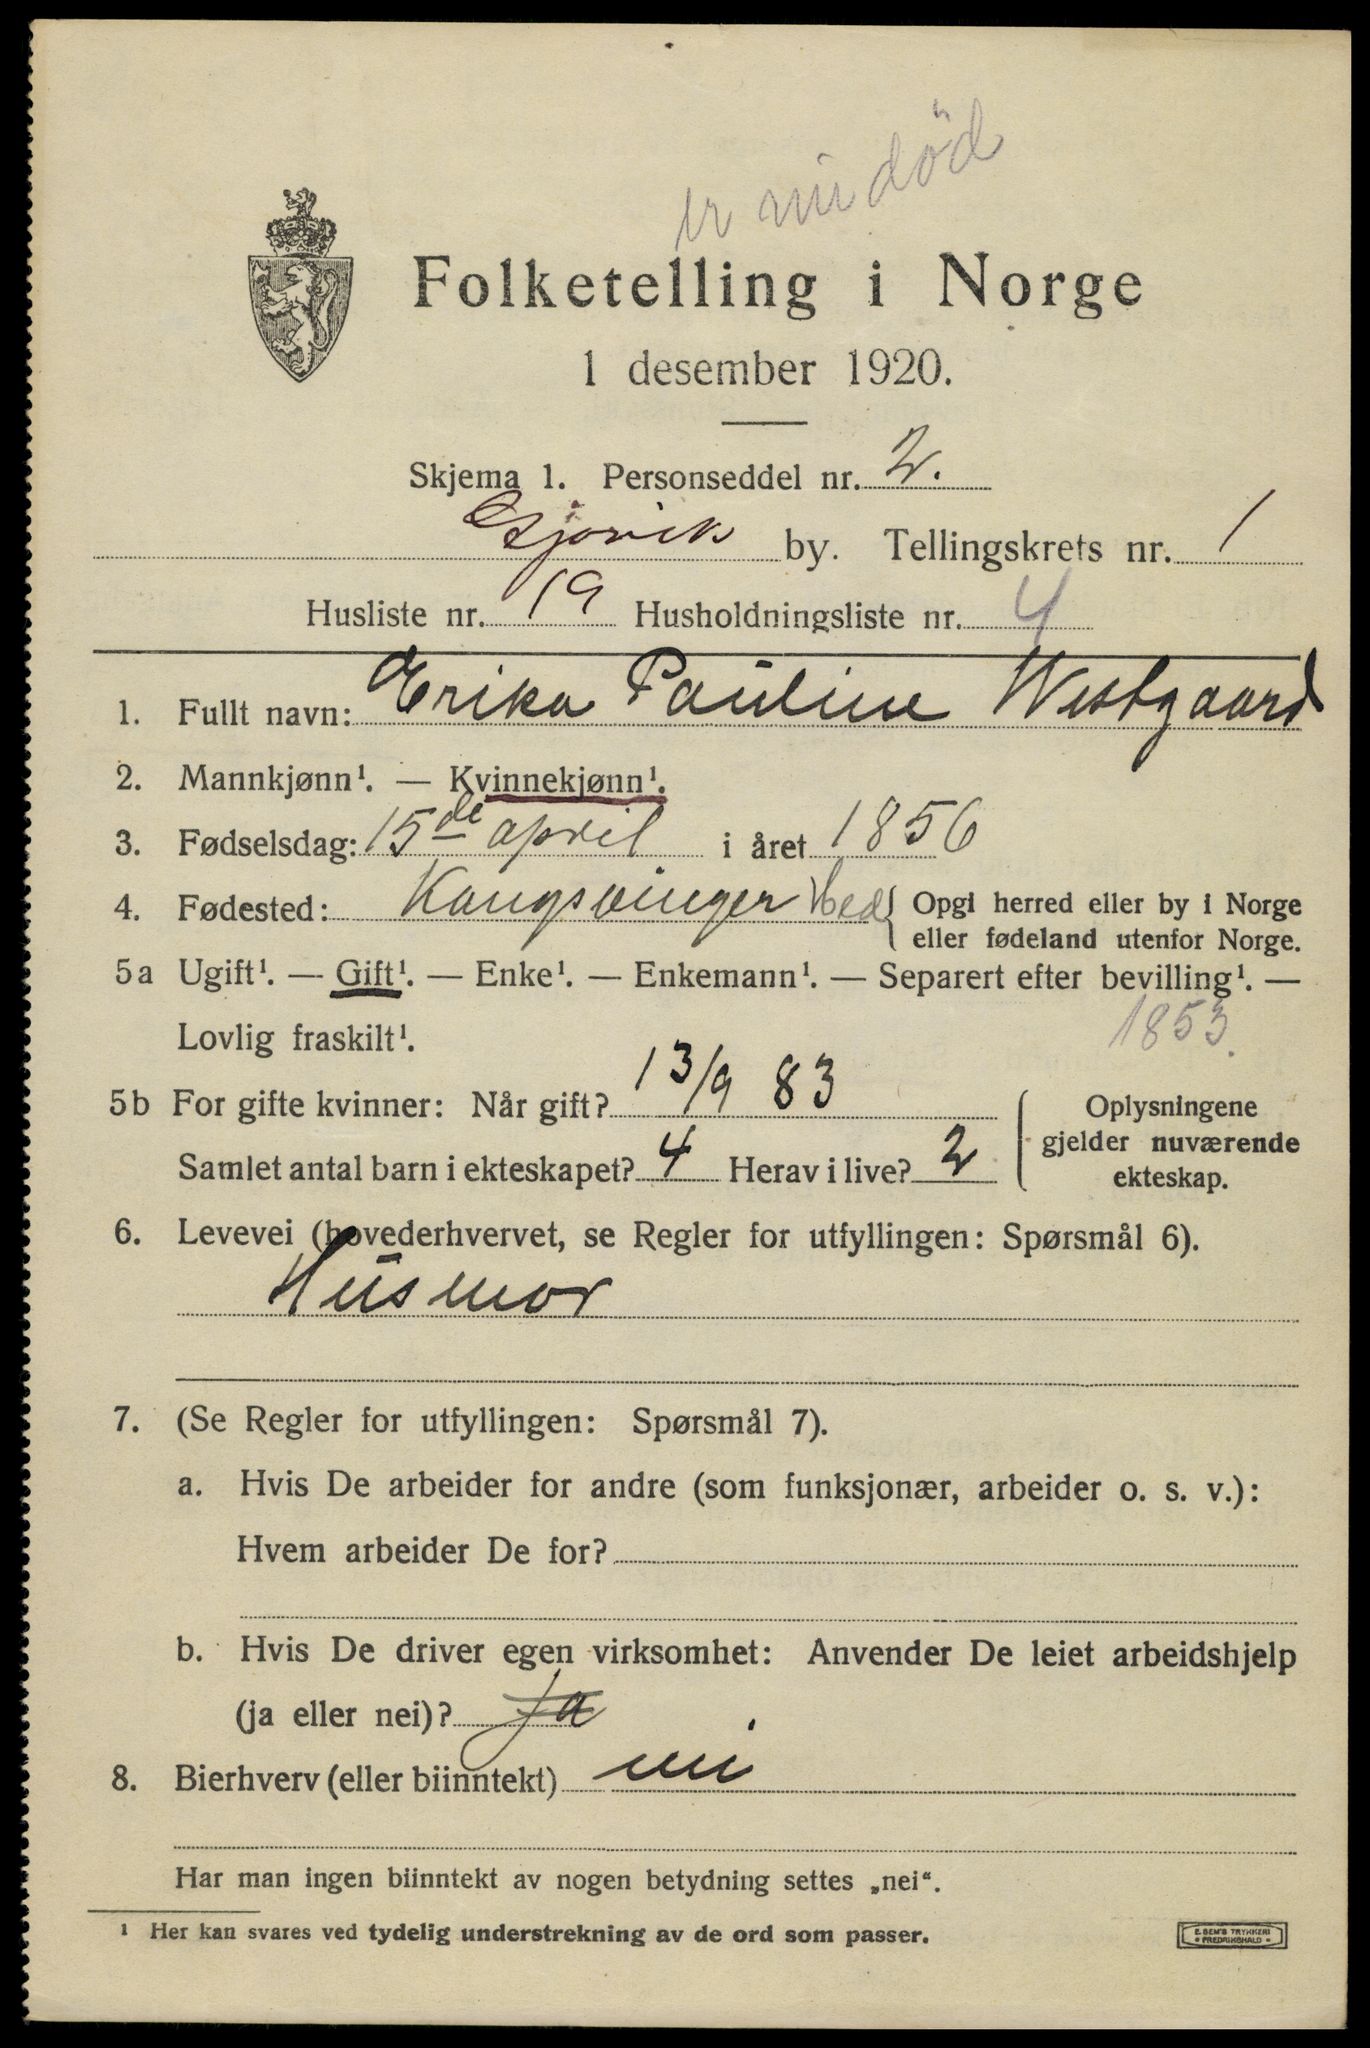 er nu död
Folketelling i Norge
1 desember 1920.
Skjema 1. Personseddel nr. 2.
Gjøvik by. Tellingskrets nr. 1
Husliste nr. 19 Husholdningsliste nr. 4
1. Fullt navn: Erika Pauline Westgaard
2. Mannkjønn¹. — Kvinnekjønn¹.
3. Fødselsdag: 15de april i året 1856
4. Fødested: Kongsvinger Hed { Opgi herred eller by i Norge
eller fødeland utenfor Norge.
5a Ugift¹. — Gift¹. — Enke¹. — Enkemann¹. — Separert efter bevilling¹. —
Lovlig fraskilt¹. 1853.
5b For gifte kvinner: Når gift? 13/9 83 Oplysningene
gjelder nuværende
Samlet antal barn i ekteskapet? 4 Herav i live? 2 ekteskap.
6. Levevei (hovederhvervet, se Regler for utfyllingen: Spørsmål 6).
Husmor
7. (Se Regler for utfyllingen: Spørsmål 7).
a. Hvis De arbeider for andre (som funksjonær, arbeider o. s. v.):
Hvem arbeider De for?
b. Hvis De driver egen virksomhet: Anvender De leiet arbeidshjelp
(ja eller nei)? Ja
8. Bierhverv (eller biinntekt) nei
Har man ingen biinntekt av nogen betydning settes „nei“.
¹ Her kan svares ved tydelig understrekning av de ord som passer.
E. SEM'S TRYKKERI
• FREDRIKSHALD •